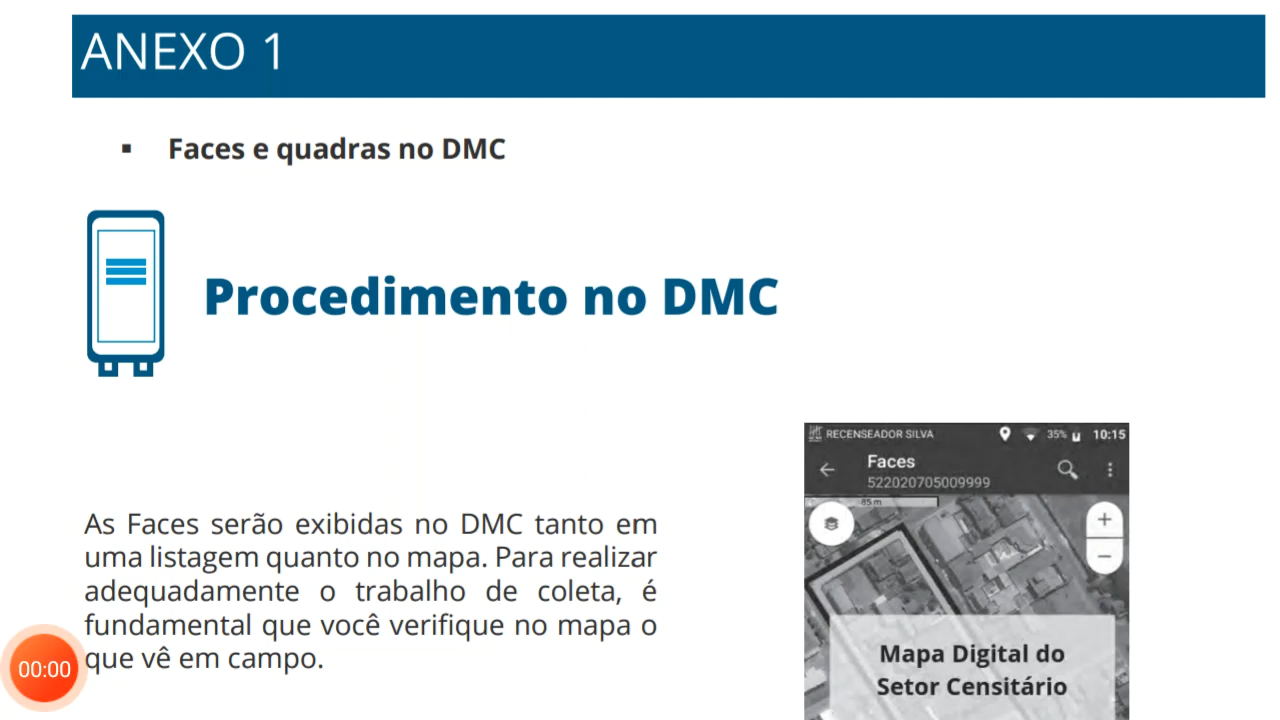 ANEXO 1
▪ Faces e quadras no DMC
Procedimento no DMC
As Faces serão exibidas no DMC tanto em
uma listagem quanto no mapa. Para realizar
adequadamente o trabalho de coleta, é
fundamental que você verifique no mapa o
que vê em campo.
00:00
RECENSEADOR SILVA 35% 10:15
Faces
522020705009999
85 m
Mapa Digital do
Setor Censitário